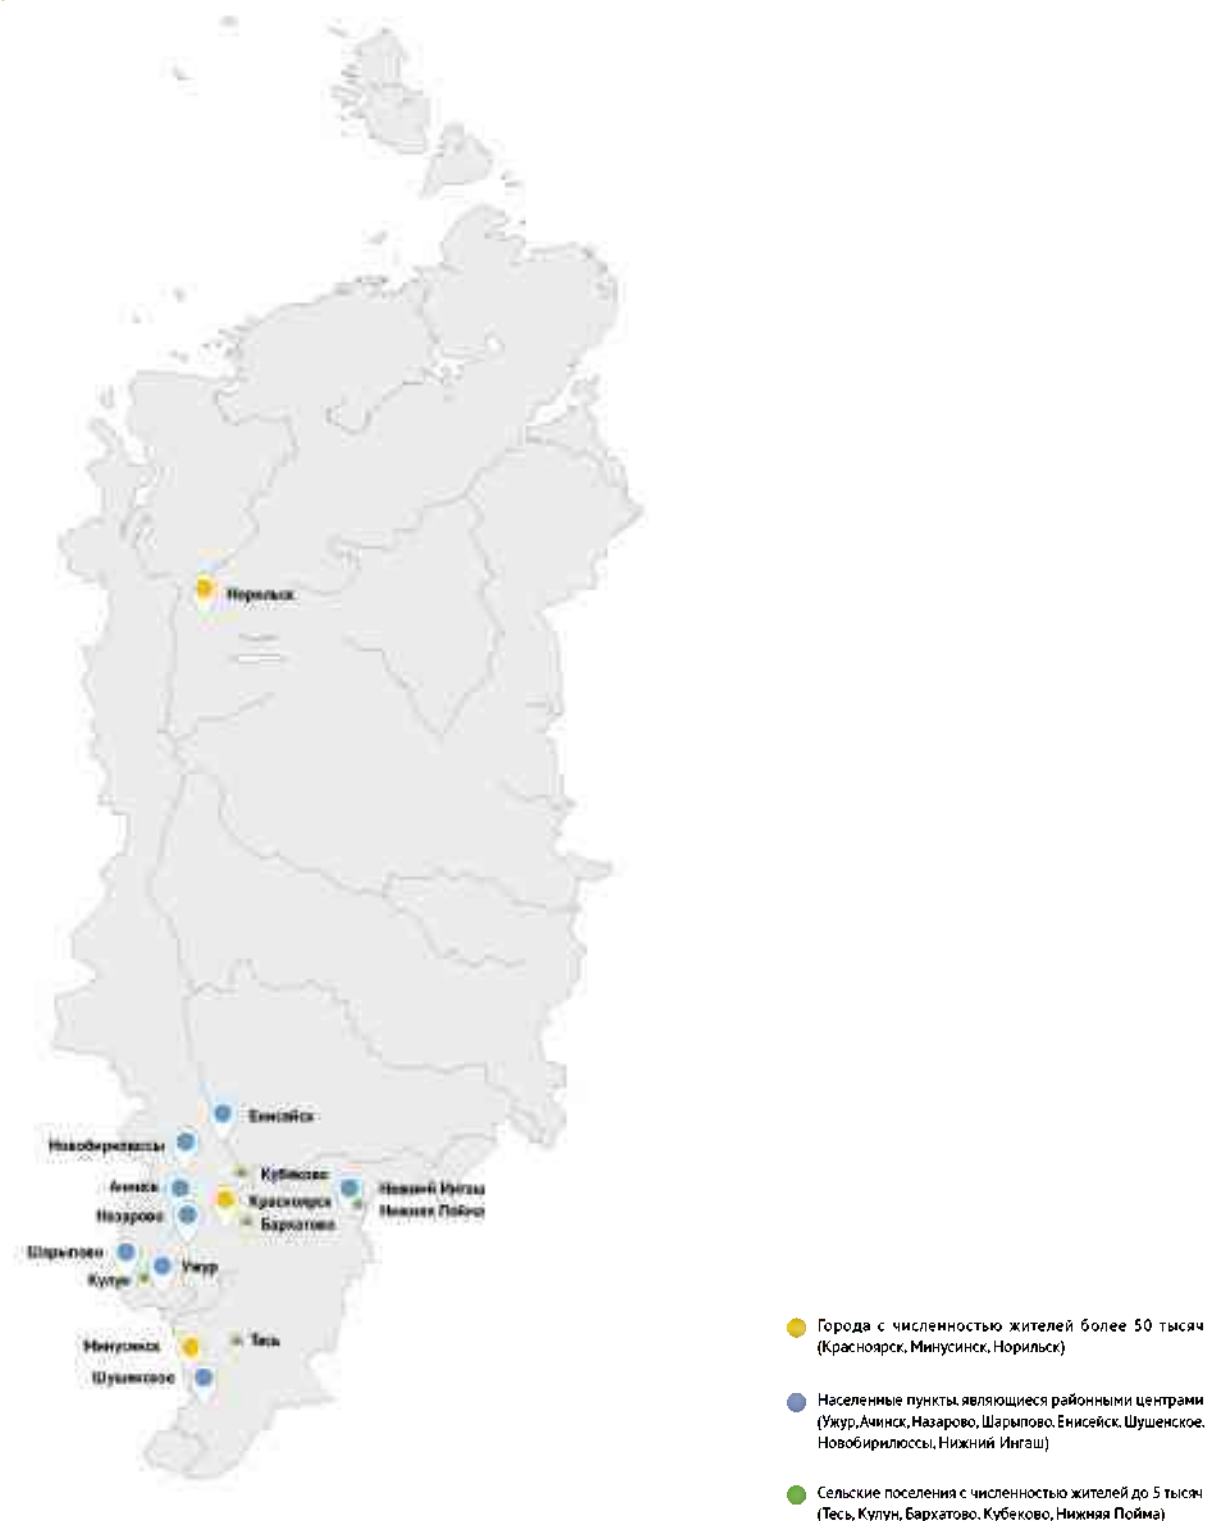 Норильск
Енисейск
Новобирилюссы
Кубеково
Ачинск
Нижний Ингаш
Красноярск
Нижняя Пойма
Назарово
Бархатово
Шарыпово
Ужур
Кулун
Минусинск
Тесь
Шушенское
Города с численностью жителей более 50 тысяч
(Красноярск, Минусинск, Норильск)
Населенные пункты, являющиеся районными центрами
(Ужур, Ачинск, Назарово, Шарыпово, Енисейск, Шушенское,
Новобирилюссы, Нижний Ингаш)
Сельские поселения с численностью жителей до 5 тысяч
(Тесь, Кулун, Бархатово, Кубеково, Нижняя Пойма)